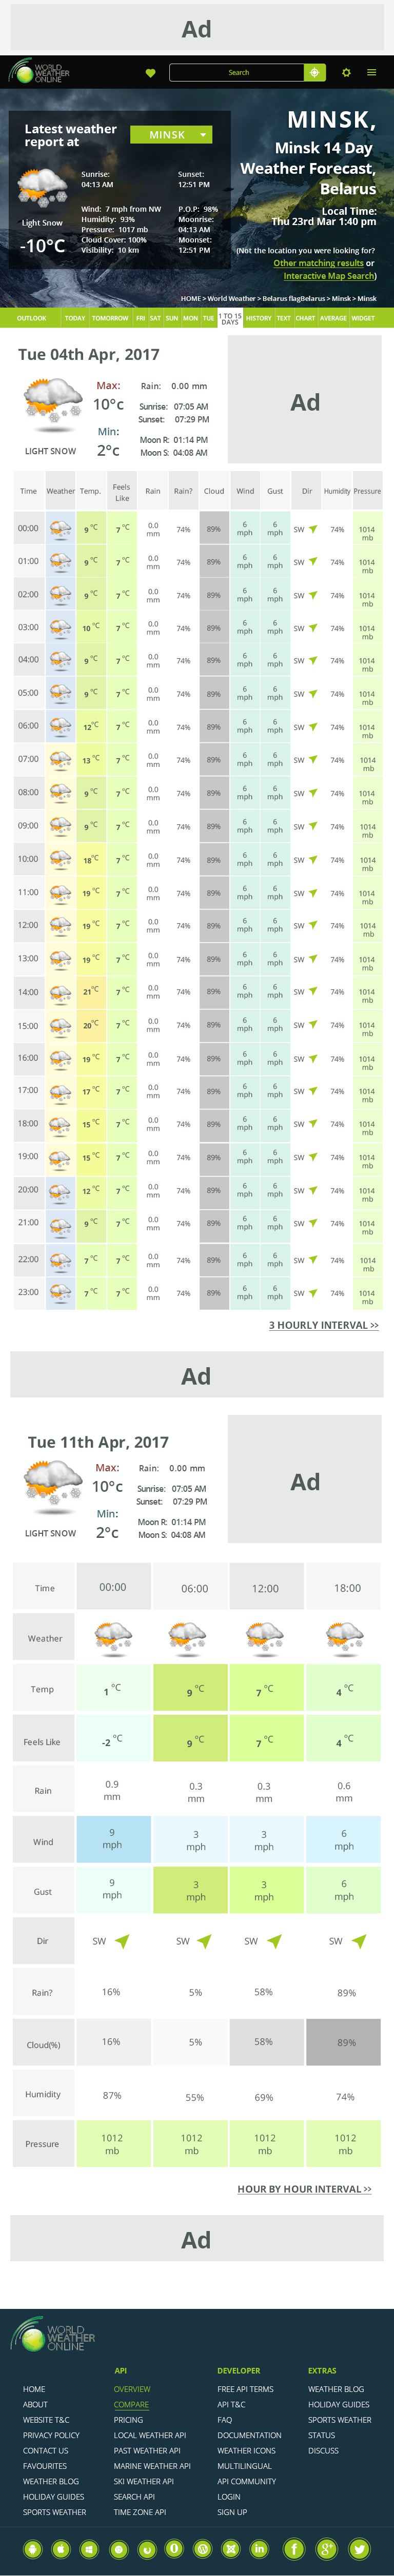 Ad
WORLD
WEATHER
ONLINE
Search
Latest weather
report at
MINSK
Light Snow
-10°C
Sunrise:
04:13 AM
Sunset:
12:51 PM
Wind: 7 mph from NW
Humidity: 93%
Pressure: 1017 mb
Cloud Cover: 100%
Visibility: 10 km
P.O.P: 98%
Moonrise:
04:13 AM
Moonset:
12:51 PM
MINSK,
Minsk 14 Day
Weather Forecast,
Belarus
Local Time:
Thu 23rd Mar 1:40 pm
(Not the location you were looking for?
Other matching results or
Interactive Map Search)
HOME > World Weather > Belarus flagBelarus > Minsk > Minsk
OUTLOOK TODAY TOMORROW FRI SAT SUN MON TUE 1 TO 15 DAYS HISTORY TEXT CHART AVERAGE WIDGET
Tue 04th Apr, 2017
LIGHT SNOW
Max:
10°c
Min:
2°c
Rain: 0.00 mm
Sunrise: 07:05 AM
Sunset: 07:29 PM
Moon R: 01:14 PM
Moon S: 04:08 AM
Ad
Time Weather Temp. Feels Like Rain Rain? Cloud Wind Gust Dir Humidity Pressure
00:00 9 °C 7 °C 0.0 mm 74% 89% 6 mph 6 mph SW 74% 1014 mb
01:00 9 °C 7 °C 0.0 mm 74% 89% 6 mph 6 mph SW 74% 1014 mb
02:00 9 °C 7 °C 0.0 mm 74% 89% 6 mph 6 mph SW 74% 1014 mb
03:00 10 °C 7 °C 0.0 mm 74% 89% 6 mph 6 mph SW 74% 1014 mb
04:00 9 °C 7 °C 0.0 mm 74% 89% 6 mph 6 mph SW 74% 1014 mb
05:00 9 °C 7 °C 0.0 mm 74% 89% 6 mph 6 mph SW 74% 1014 mb
06:00 12°C 7 °C 0.0 mm 74% 89% 6 mph 6 mph SW 74% 1014 mb
07:00 13 °C 7 °C 0.0 mm 74% 89% 6 mph 6 mph SW 74% 1014 mb
08:00 9 °C 7 °C 0.0 mm 74% 89% 6 mph 6 mph SW 74% 1014 mb
09:00 9 °C 7 °C 0.0 mm 74% 89% 6 mph 6 mph SW 74% 1014 mb
10:00 18°C 7 °C 0.0 mm 74% 89% 6 mph 6 mph SW 74% 1014 mb
11:00 19 °C 7 °C 0.0 mm 74% 89% 6 mph 6 mph SW 74% 1014 mb
12:00 19 °C 7 °C 0.0 mm 74% 89% 6 mph 6 mph SW 74% 1014 mb
13:00 19 °C 7 °C 0.0 mm 74% 89% 6 mph 6 mph SW 74% 1014 mb
14:00 21°C 7 °C 0.0 mm 74% 89% 6 mph 6 mph SW 74% 1014 mb
15:00 20°C 7 °C 0.0 mm 74% 89% 6 mph 6 mph SW 74% 1014 mb
16:00 19 °C 7 °C 0.0 mm 74% 89% 6 mph 6 mph SW 74% 1014 mb
17:00 17 °C 7 °C 0.0 mm 74% 89% 6 mph 6 mph SW 74% 1014 mb
18:00 15 °C 7 °C 0.0 mm 74% 89% 6 mph 6 mph SW 74% 1014 mb
19:00 15 °C 7 °C 0.0 mm 74% 89% 6 mph 6 mph SW 74% 1014 mb
20:00 12 °C 7 °C 0.0 mm 74% 89% 6 mph 6 mph SW 74% 1014 mb
21:00 9 °C 7 °C 0.0 mm 74% 89% 6 mph 6 mph SW 74% 1014 mb
22:00 7 °C 7 °C 0.0 mm 74% 89% 6 mph 6 mph SW 74% 1014 mb
23:00 7 °C 7 °C 0.0 mm 74% 89% 6 mph 6 mph SW 74% 1014 mb
3 HOURLY INTERVAL >>
Ad
Tue 11th Apr, 2017
LIGHT SNOW
Max:
10°c
Min:
2°c
Rain: 0.00 mm
Sunrise: 07:05 AM
Sunset: 07:29 PM
Moon R: 01:14 PM
Moon S: 04:08 AM
Ad
Time 00:00 06:00 12:00 18:00
Weather
Temp 1 °C 9 °C 7 °C 4 °C
Feels Like -2 °C 9 °C 7 °C 4 °C
Rain 0.9 mm 0.3 mm 0.3 mm 0.6 mm
Wind 9 mph 3 mph 3 mph 6 mph
Gust 9 mph 3 mph 3 mph 6 mph
Dir SW SW SW SW
Rain? 16% 5% 58% 89%
Cloud(%) 16% 5% 58% 89%
Humidity 87% 55% 69% 74%
Pressure 1012 mb 1012 mb 1012 mb 1012 mb
HOUR BY HOUR INTERVAL >>
Ad
WORLD
WEATHER
ONLINE
HOME
ABOUT
WEBSITE T&C
PRIVACY POLICY
CONTACT US
FAVOURITES
WEATHER BLOG
HOLIDAY GUIDES
SPORTS WEATHER
API
OVERVIEW
COMPARE
PRICING
LOCAL WEATHER API
PAST WEATHER API
MARINE WEATHER API
SKI WEATHER API
SEARCH API
TIME ZONE API
DEVELOPER
FREE API TERMS
API T&C
FAQ
DOCUMENTATION
WEATHER ICONS
MULTILINGUAL
API COMMUNITY
LOGIN
SIGN UP
EXTRAS
WEATHER BLOG
HOLIDAY GUIDES
SPORTS WEATHER
STATUS
DISCUSS